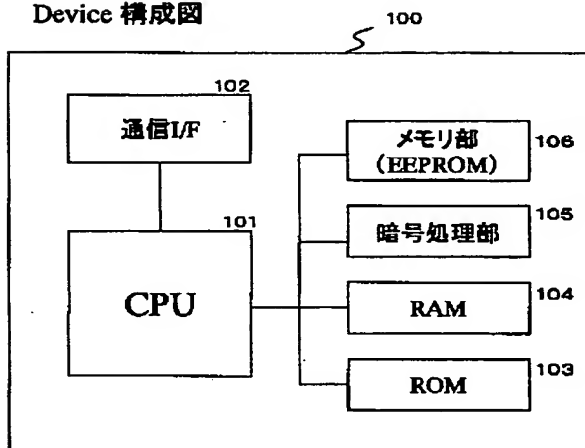 Device 構成図
100
102
通信I/F
メモリ部
(EEPROM)
106
101
CPU
暗号処理部
105
RAM
104
ROM
103